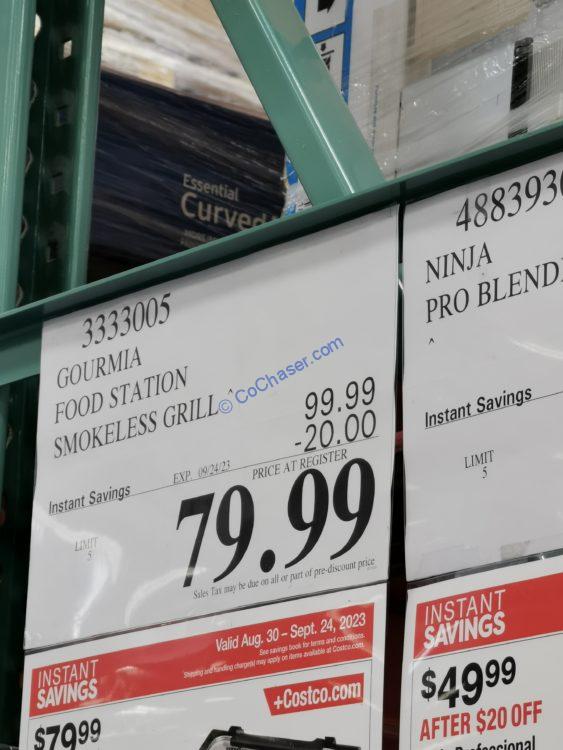 Essential
Curved
3333005
GOURMIA
FOOD STATION
SMOKELESS GRILL ^
© CoChaser.com
99.99
-20.00
Instant Savings
EXP. 09/24/23
PRICE AT REGISTER
LIMIT
5
79.99
Sales Tax may be due on all or part of pre-discount price
Valid Aug. 30 – Sept. 24, 2023
See savings book for terms and conditions.
Shipping and handling charge(s) may apply on items available at Costco.com.
INSTANT
SAVINGS
+Costco.com
$7999
488393
NINJA
PRO BLEND
^
Instant Savings
LIMIT
5
INSTANT
SAVINGS
$4999
AFTER $20 OFF
Professional